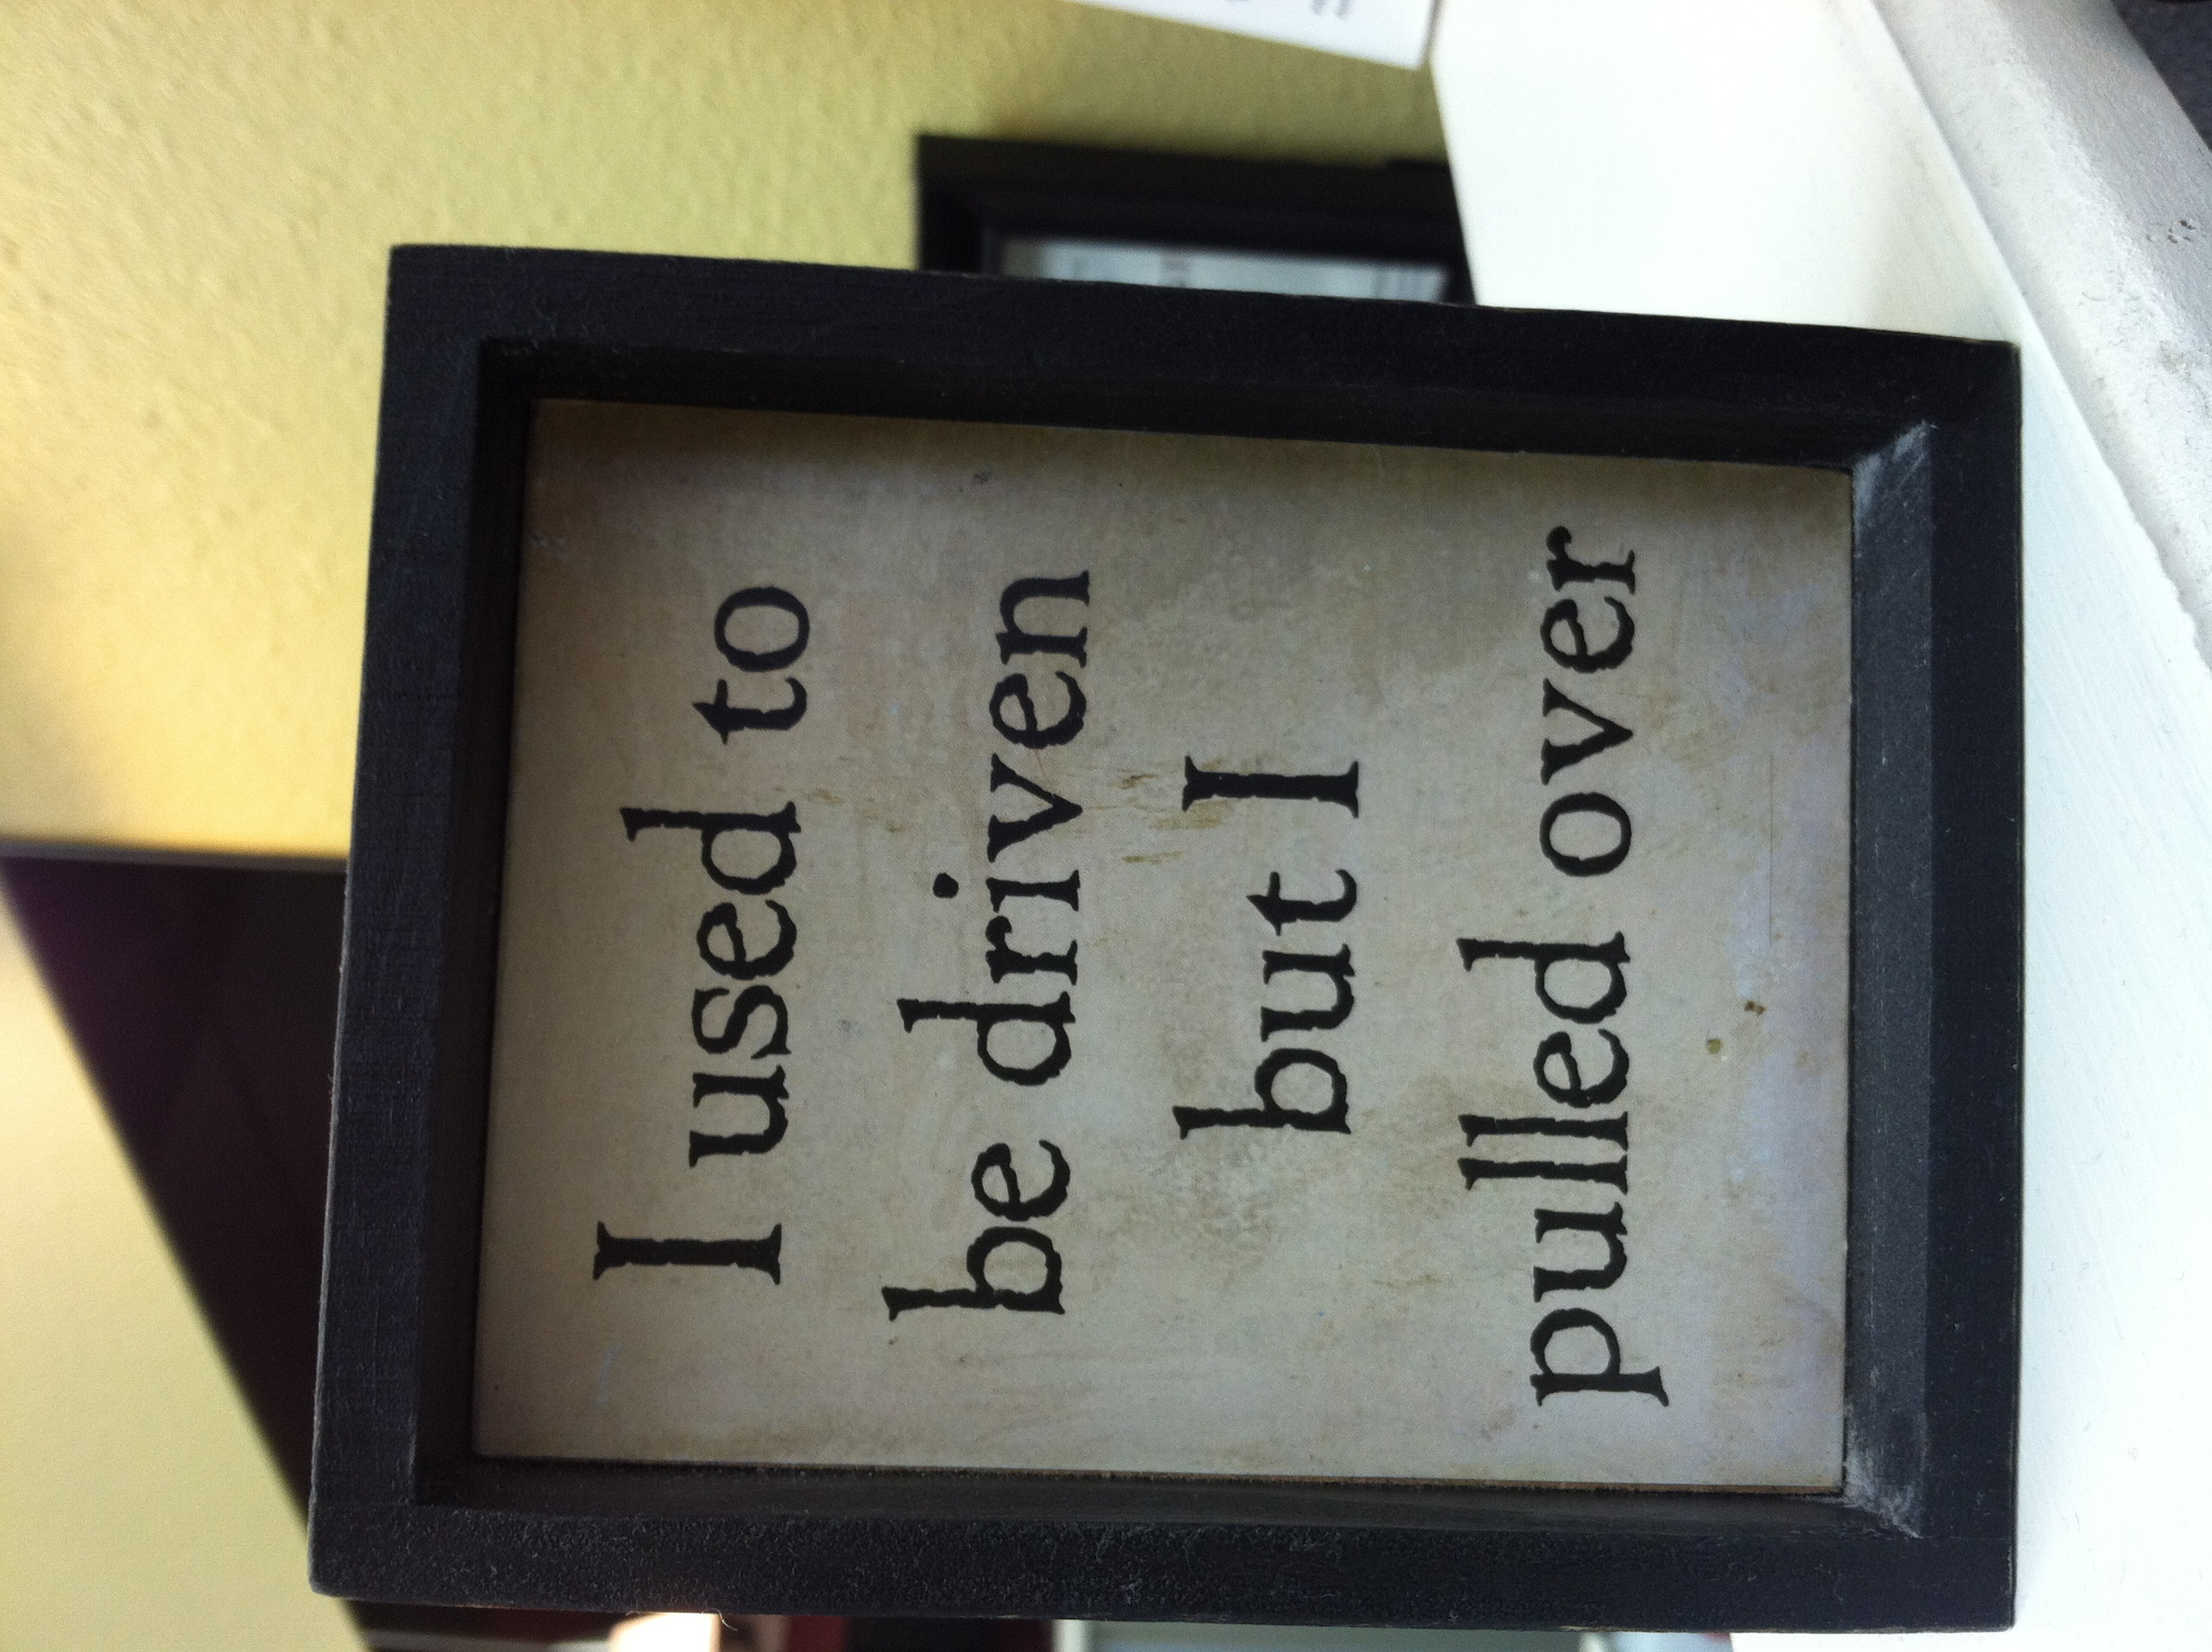 I used to
be driven
but I
pulled over